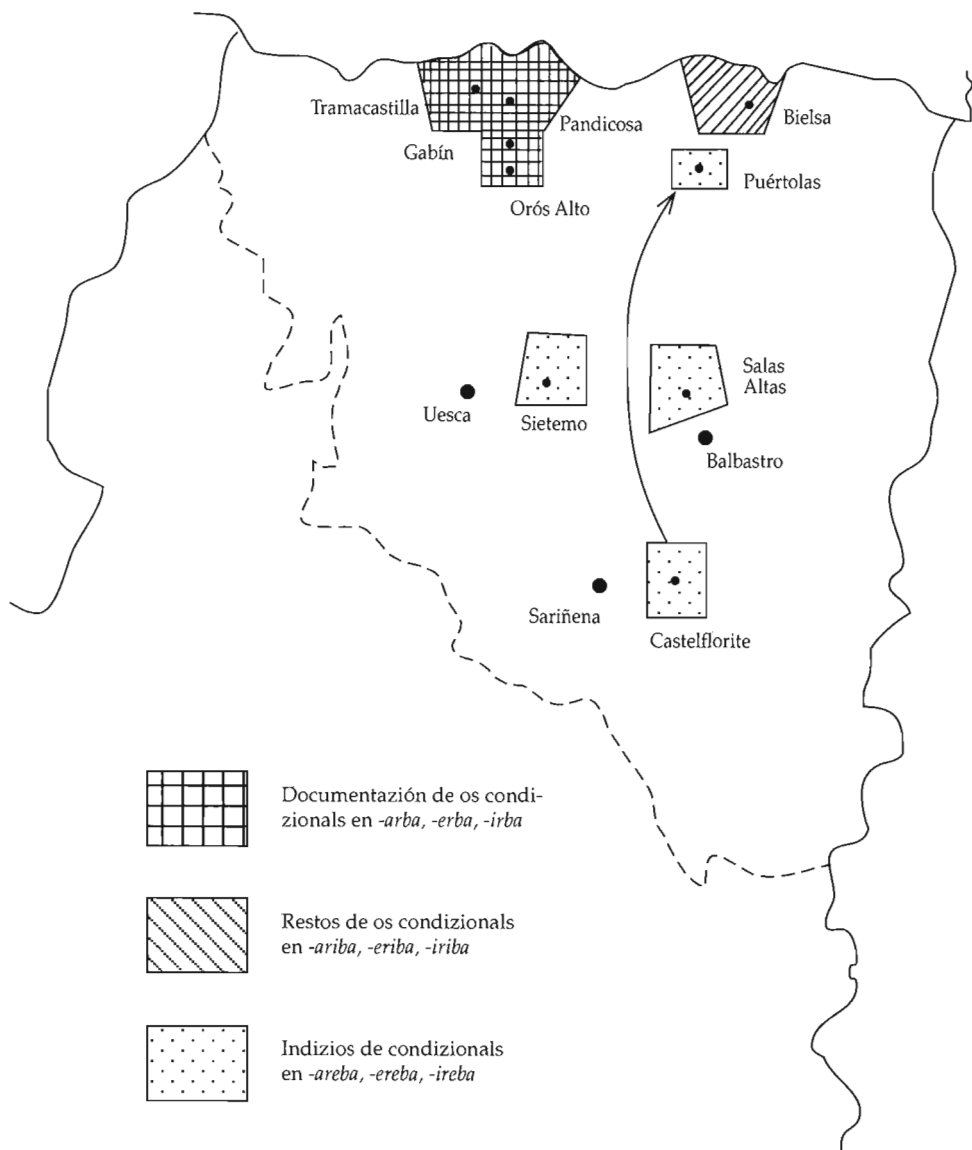 Tramacastilla
Pandicosa
Bielsa
Gabín
Puértolas
Orós Alto
Salas
Altas
Uesca
Sietemo
Balbastro
Sariñena
Castelflorite
Documentazión de os condi-
zionals en -arba, -erba, -irba
Restos de os condizionals
en -ariba, -eriba, -iriba
Indizios de condizionals
en -areba, -ereba, -ireba